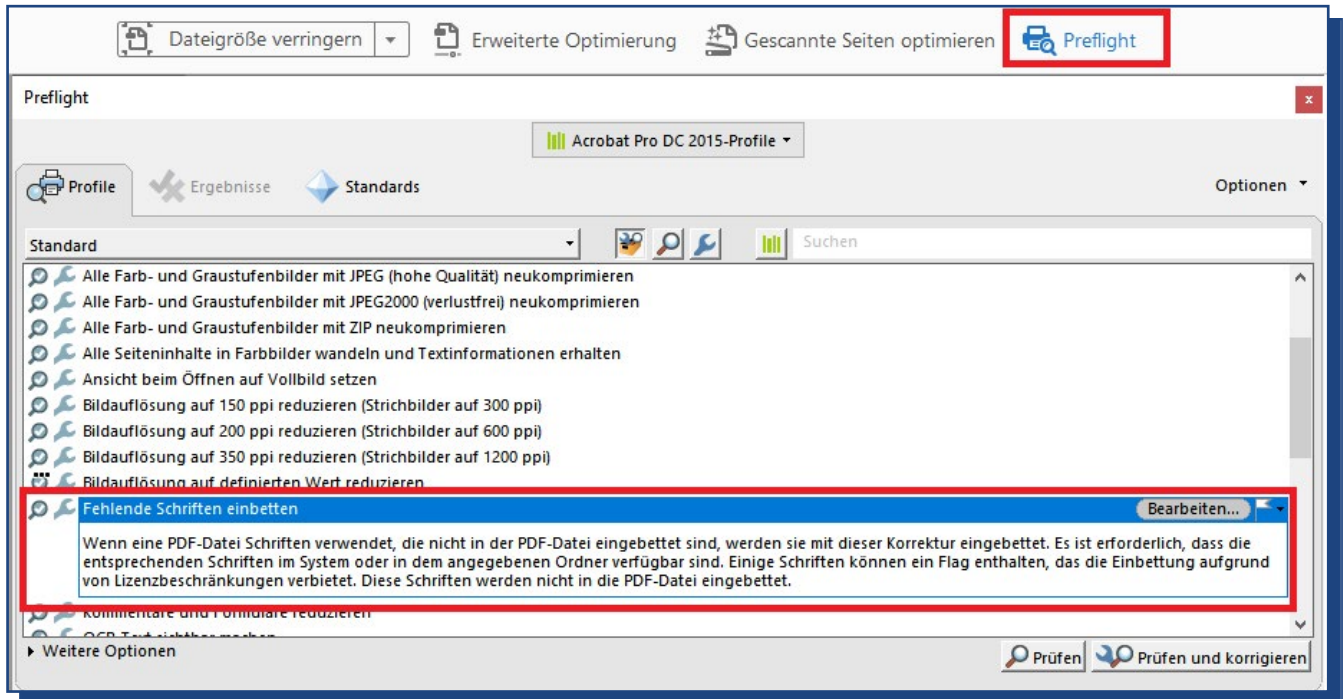 Dateigröße verringern Erweiterte Optimierung Gescannte Seiten optimieren Preflight
Preflight x
Acrobat Pro DC 2015-Profile
Profile Ergebnisse Standards Optionen
Standard Suchen
Alle Farb- und Graustufenbilder mit JPEG (hohe Qualität) neukomprimieren
Alle Farb- und Graustufenbilder mit JPEG2000 (verlustfrei) neukomprimieren
Alle Farb- und Graustufenbilder mit ZIP neukomprimieren
Alle Seiteninhalte in Farbbilder wandeln und Textinformationen erhalten
Ansicht beim Öffnen auf Vollbild setzen
Bildauflösung auf 150 ppi reduzieren (Strichbilder auf 300 ppi)
Bildauflösung auf 200 ppi reduzieren (Strichbilder auf 600 ppi)
Bildauflösung auf 350 ppi reduzieren (Strichbilder auf 1200 ppi)
Bildauflösung auf definierten Wert reduzieren
Fehlende Schriften einbetten Bearbeiten...
Wenn eine PDF-Datei Schriften verwendet, die nicht in der PDF-Datei eingebettet sind, werden sie mit dieser Korrektur eingebettet. Es ist erforderlich, dass die
entsprechenden Schriften im System oder in dem angegebenen Ordner verfügbar sind. Einige Schriften können ein Flag enthalten, das die Einbettung aufgrund
von Lizenzbeschränkungen verbietet. Diese Schriften werden nicht in die PDF-Datei eingebettet.
Kommentare und Formulare reduzieren
OCR-Text sichtbar machen
Weitere Optionen Prüfen Prüfen und korrigieren